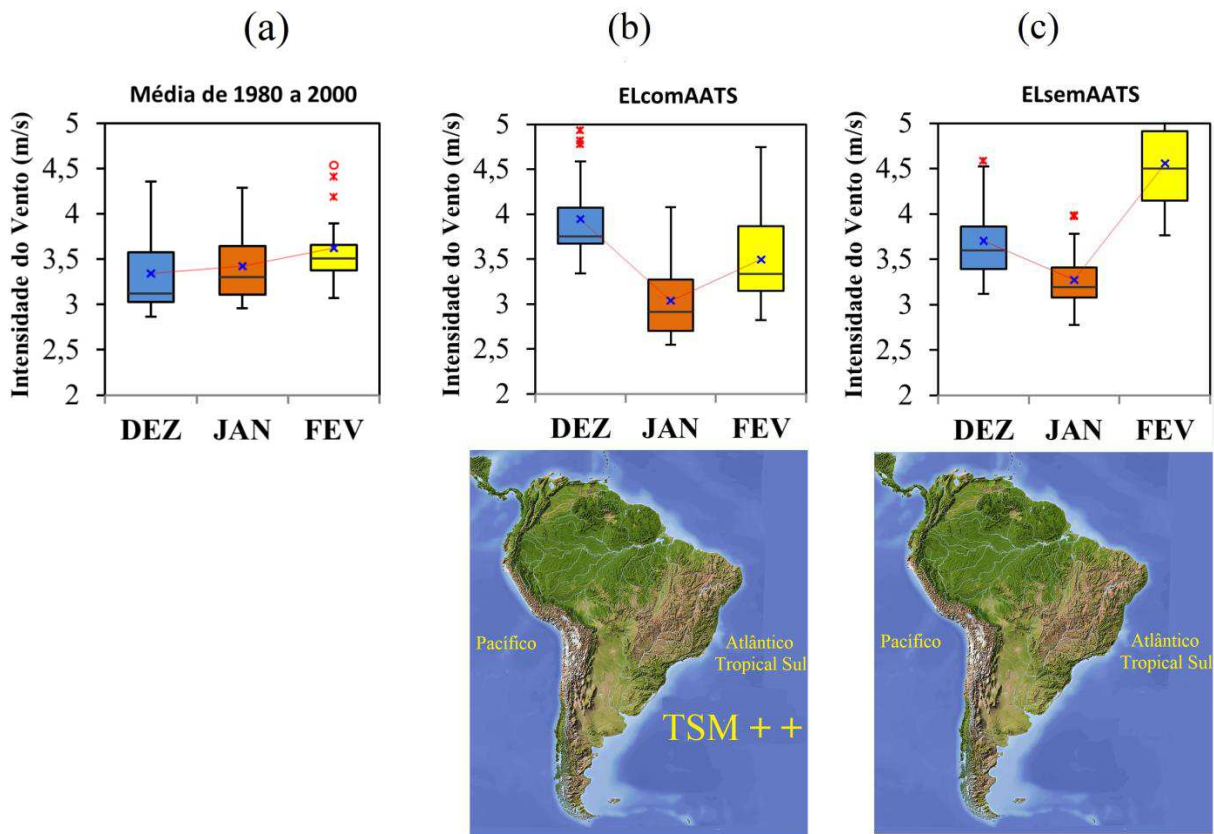 (a)
(b)
(c)
Média de 1980 a 2000
Intensidade do Vento (m/s)
5
4,5
4
3,5
3
2,5
2
DEZ JAN FEV
ELcomAATS
Intensidade do Vento (m/s)
5
4,5
4
3,5
3
2,5
2
DEZ JAN FEV
ELsemAATS
Intensidade do Vento (m/s)
5
4,5
4
3,5
3
2,5
2
DEZ JAN FEV
Pacífico
Atlântico
Tropical Sul
TSM + +
Pacífico
Atlântico
Tropical Sul